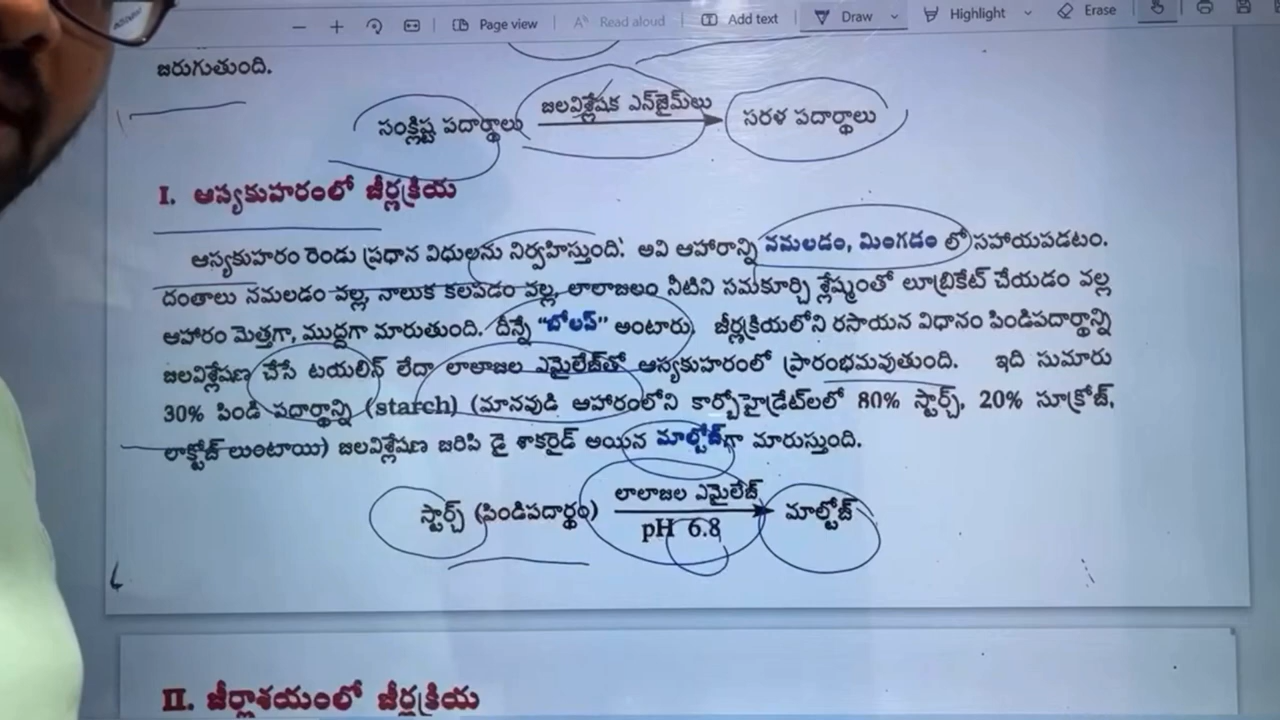 Page view Read aloud Add text Draw Highlight Erase
జరుగుతుంది.
సంక్లిష్ట పదార్థాలు జలవిశ్లేషక ఎన్‌జైమ్‌లు సరళ పదార్థాలు
I. ఆస్యకుహరంలో జీర్ణక్రియ
ఆస్యకుహరం రెండు ప్రధాన విధులను నిర్వహిస్తుంది. అవి ఆహారాన్ని నమలడం, మింగడం లో సహాయపడటం.
దంతాలు నమలడం వల్ల, నాలుక కలపడం వల్ల, లాలాజలం నీటిని సమకూర్చి శ్లేష్మంతో లూబ్రికేట్ చేయడం వల్ల
ఆహారం మెత్తగా, ముద్దగా మారుతుంది. దీన్నే “బోలస్” అంటారు. జీర్ణక్రియలోని రసాయన విధానం పిండిపదార్థాన్ని
జలవిశ్లేషణ చేసే టయలిన్ లేదా లాలాజల ఎమైలేజ్‌తో ఆస్యకుహరంలో ప్రారంభమవుతుంది. ఇది సుమారు
30% పిండి పదార్థాన్ని (starch) (మానవుడి ఆహారంలోని కార్బోహైడ్రేట్‌లలో 80% స్టార్చ్, 20% సూక్రోజ్,
లాక్టోజ్ లుంటాయి) జలవిశ్లేషణ జరిపి డై శాకరైడ్ అయిన మాల్టోజ్‌గా మారుస్తుంది.
స్టార్చ్ (పిండిపదార్థం) లాలాజల ఎమైలేజ్ pH 6.8 మాల్టోజ్
II. జీర్ణాశయంలో జీర్ణక్రియ